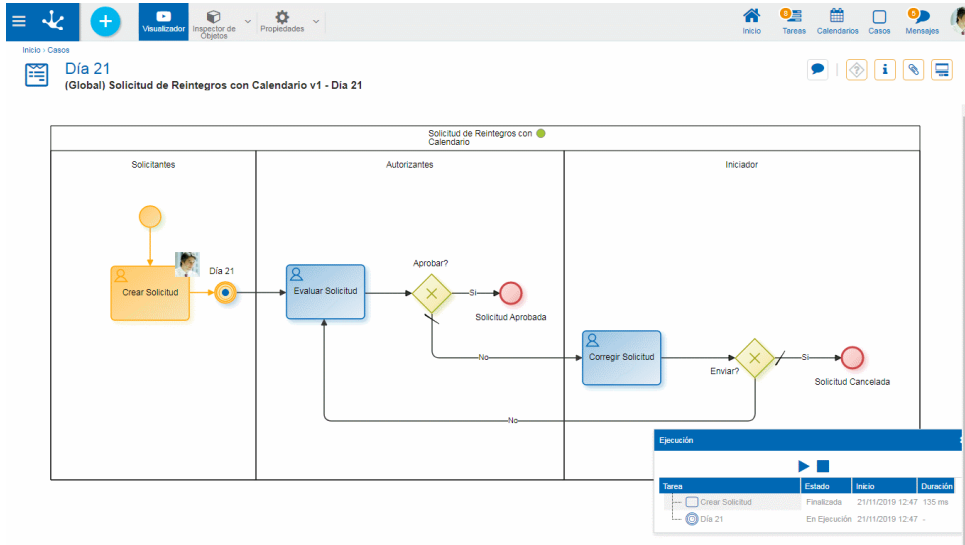 Visualizador
Inspector de
Objetos
Propiedades
Inicio
6
Tareas
Calendarios
Casos
5
Mensajes
Inicio › Casos
Día 21
(Global) Solicitud de Reintegros con Calendario v1 - Día 21
Solicitud de Reintegros con
Calendario
Solicitantes
Autorizantes
Iniciador
Crear Solicitud
Día 21
Evaluar Solicitud
Aprobar?
Si
Solicitud Aprobada
No
Corregir Solicitud
Enviar?
Si
Solicitud Cancelada
No
Ejecución
Tarea Estado Inicio Duración
Crear Solicitud Finalizada 21/11/2019 12:47 135 ms
Día 21 En Ejecución 21/11/2019 12:47 -